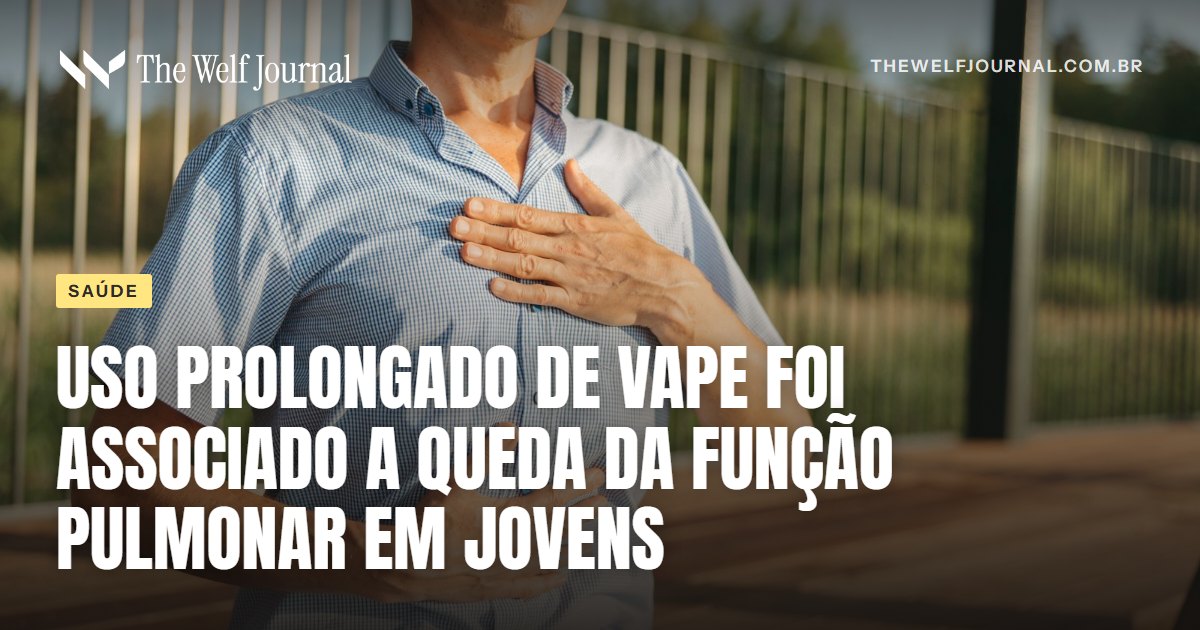 The Welf Journal
THEWELFJOURNAL.COM.BR
SAÚDE
USO PROLONGADO DE VAPE FOI
ASSOCIADO A QUEDA DA FUNÇÃO
PULMONAR EM JOVENS